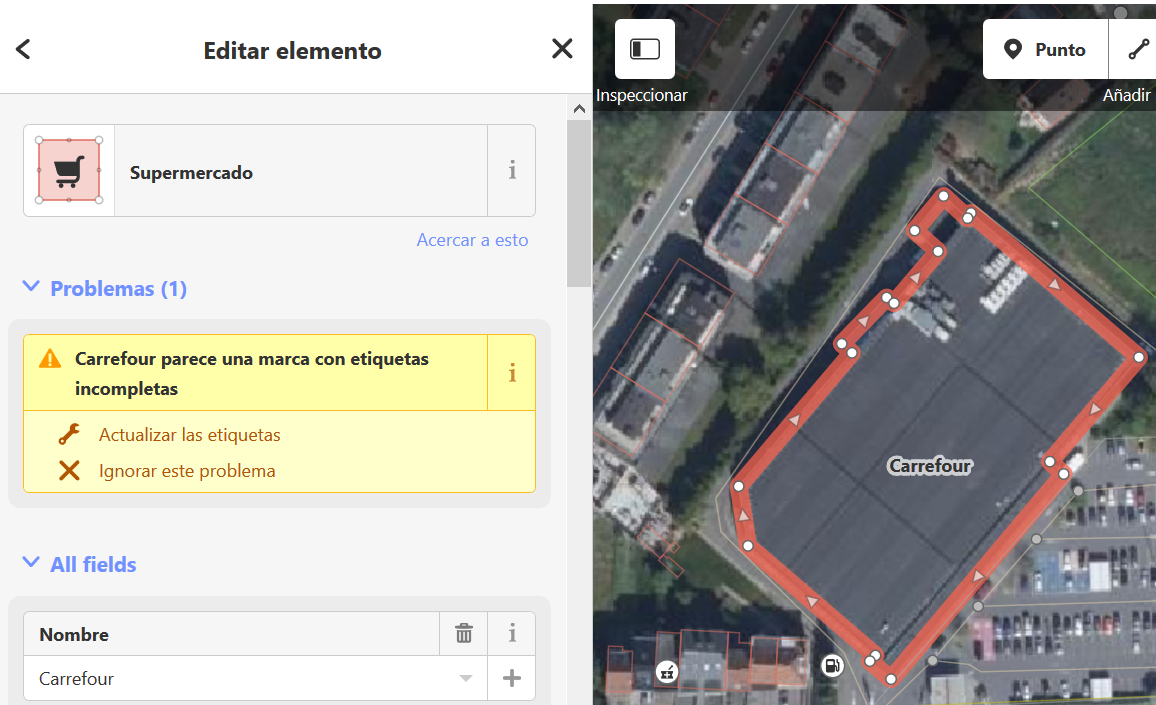 Editar elemento
Inspeccionar
Punto
Añadir
Supermercado
i
Acercar a esto
Problemas (1)
Carrefour parece una marca con etiquetas
incompletas
i
Actualizar las etiquetas
Ignorar este problema
All fields
Nombre
i
Carrefour
Carrefour